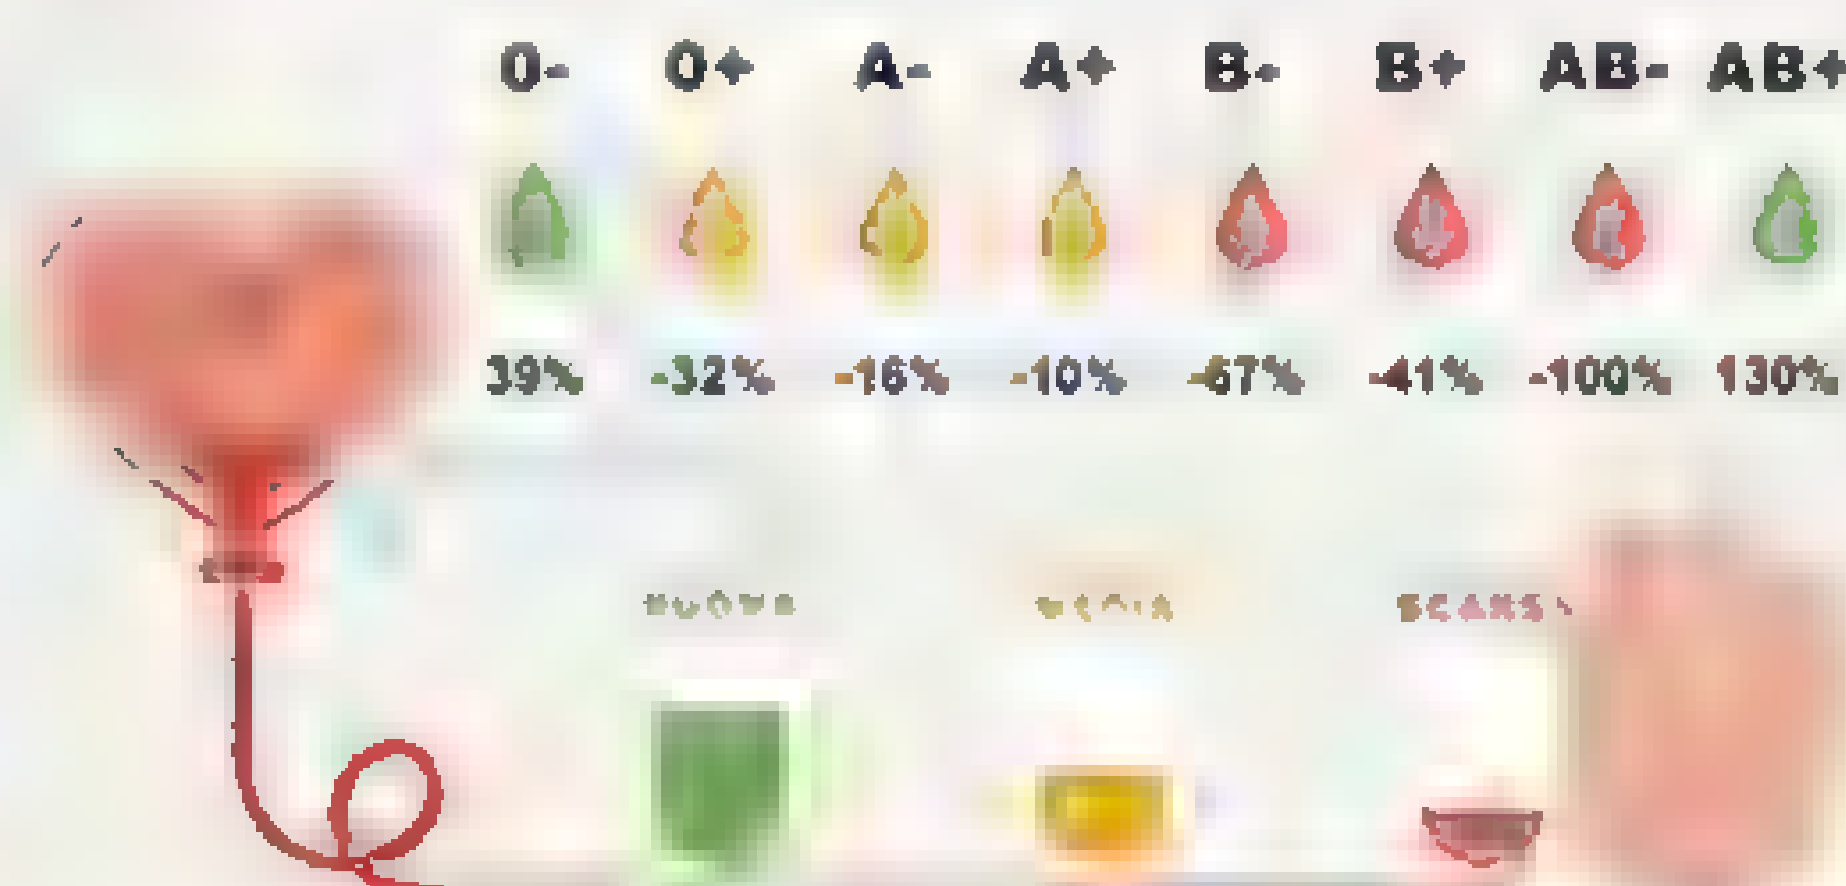 0- 0+ A- A+ B- B+ AB- AB+
39% -32% -16% -10% -67% -41% -100% 130%